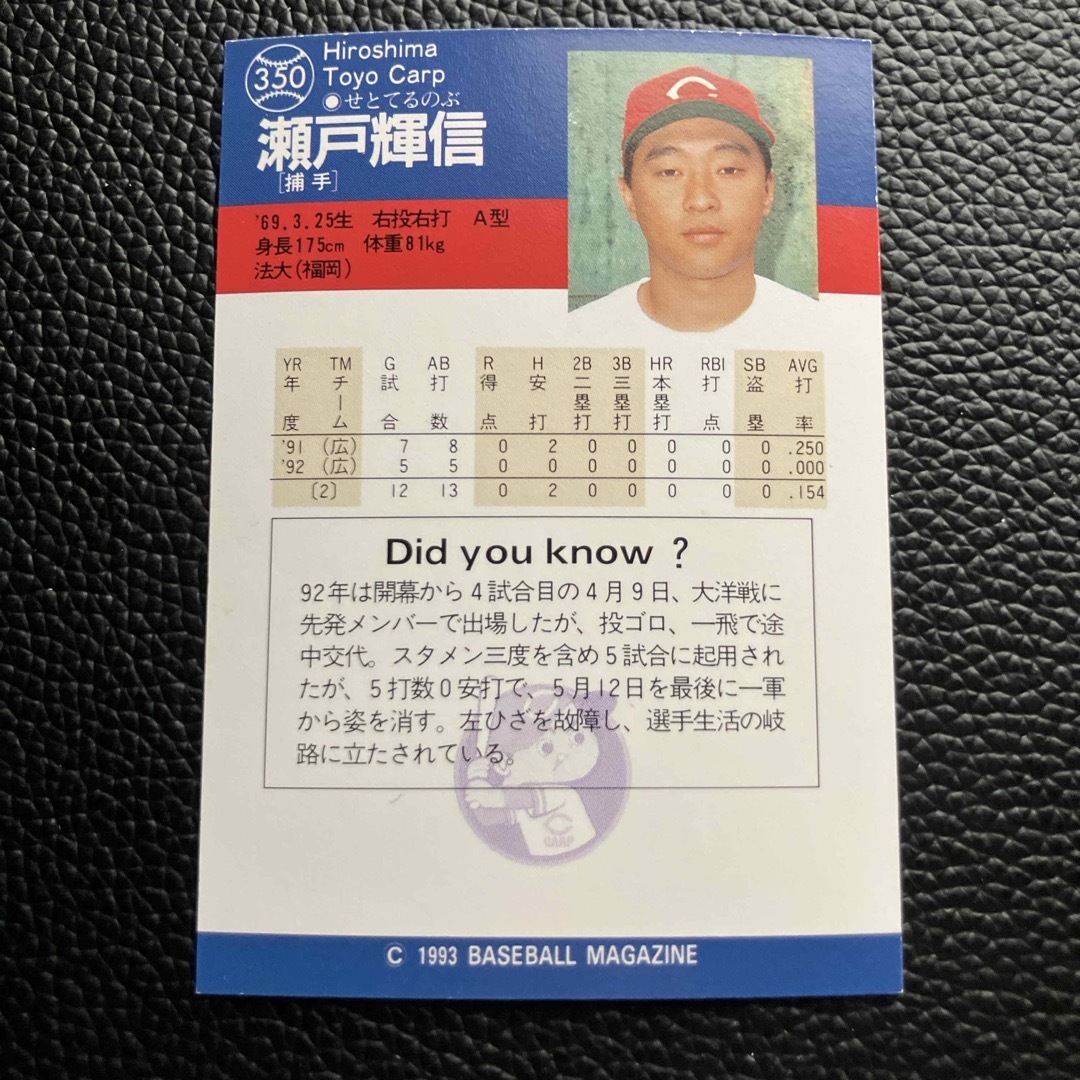 350
Hiroshima
Toyo Carp
●せとてるのぶ
瀬戸輝信
[捕手]
'69.3.25生 右投右打 A型
身長175cm 体重81kg
法大(福岡)
YR TM G AB R H 2B 3B HR RBI SB AVG
年度 チーム 試合 打数 得点 安打 二塁打 三塁打 本塁打 打点 盗塁 打率
'91 (広) 7 8 0 2 0 0 0 0 0 .250
'92 (広) 5 5 0 0 0 0 0 0 0 .000
〔2〕 12 13 0 2 0 0 0 0 0 .154
Did you know ?
92年は開幕から4試合目の4月9日、大洋戦に
先発メンバーで出場したが、投ゴロ、一飛で途
中交代。スタメン三度を含め5試合に起用され
たが、5打数0安打で、5月12日を最後に一軍
から姿を消す。左ひざを故障し、選手生活の岐
路に立たされている。
CARP
© 1993 BASEBALL MAGAZINE